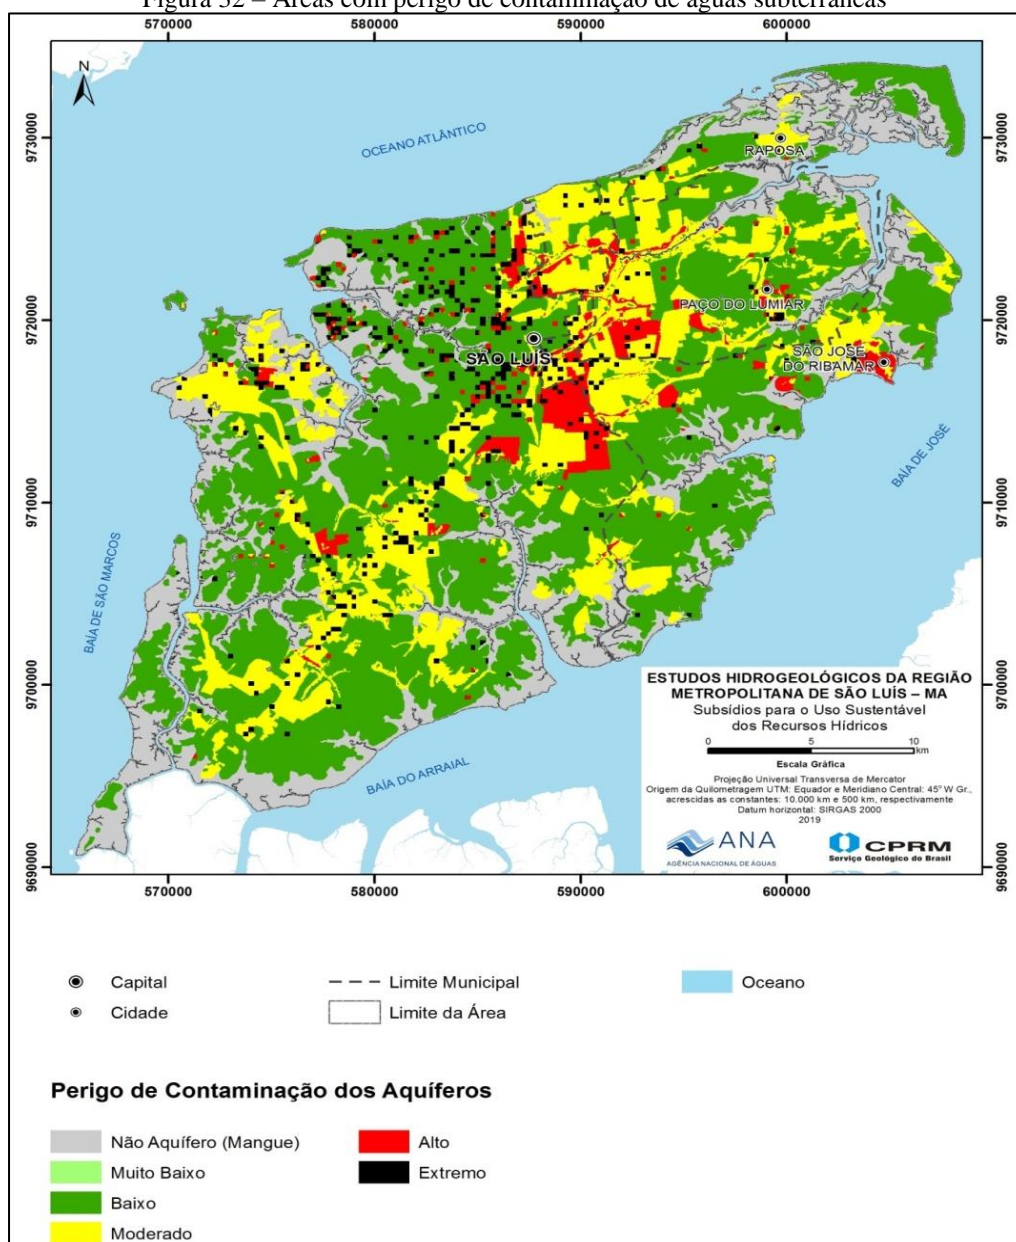 Figura 32 – Áreas com perigo de contaminação de águas subterrâneas
570000 580000 590000 600000
N
OCEANO ATLÂNTICO
9730000 9730000
RAPOSA
9720000 9720000
PAÇO DO LUMIAR
SÃO LUÍS
SÃO JOSÉ
DO RIBAMAR
BAÍA DE JOSÉ
9710000 9710000
BAÍA DE SÃO MARCOS
9700000 9700000
BAÍA DO ARRAIAL
ESTUDOS HIDROGEOLÓGICOS DA REGIÃO
METROPOLITANA DE SÃO LUÍS – MA
Subsídios para o Uso Sustentável
dos Recursos Hídricos
0 5 10
km
Escala Gráfica
Projeção Universal Transversa de Mercator
Origem da Quilometragem UTM: Equador e Meridiano Central: 45° W Gr.,
acrescidas as constantes: 10.000 km e 500 km, respectivamente
Datum horizontal: SIRGAS 2000
2019
ANA
AGÊNCIA NACIONAL DE ÁGUAS
CPRM
Serviço Geológico do Brasil
9690000 9690000
570000 580000 590000 600000
Capital
Limite Municipal
Oceano
Cidade
Limite da Área
Perigo de Contaminação dos Aquíferos
Não Aquífero (Mangue)
Alto
Muito Baixo
Extremo
Baixo
Moderado